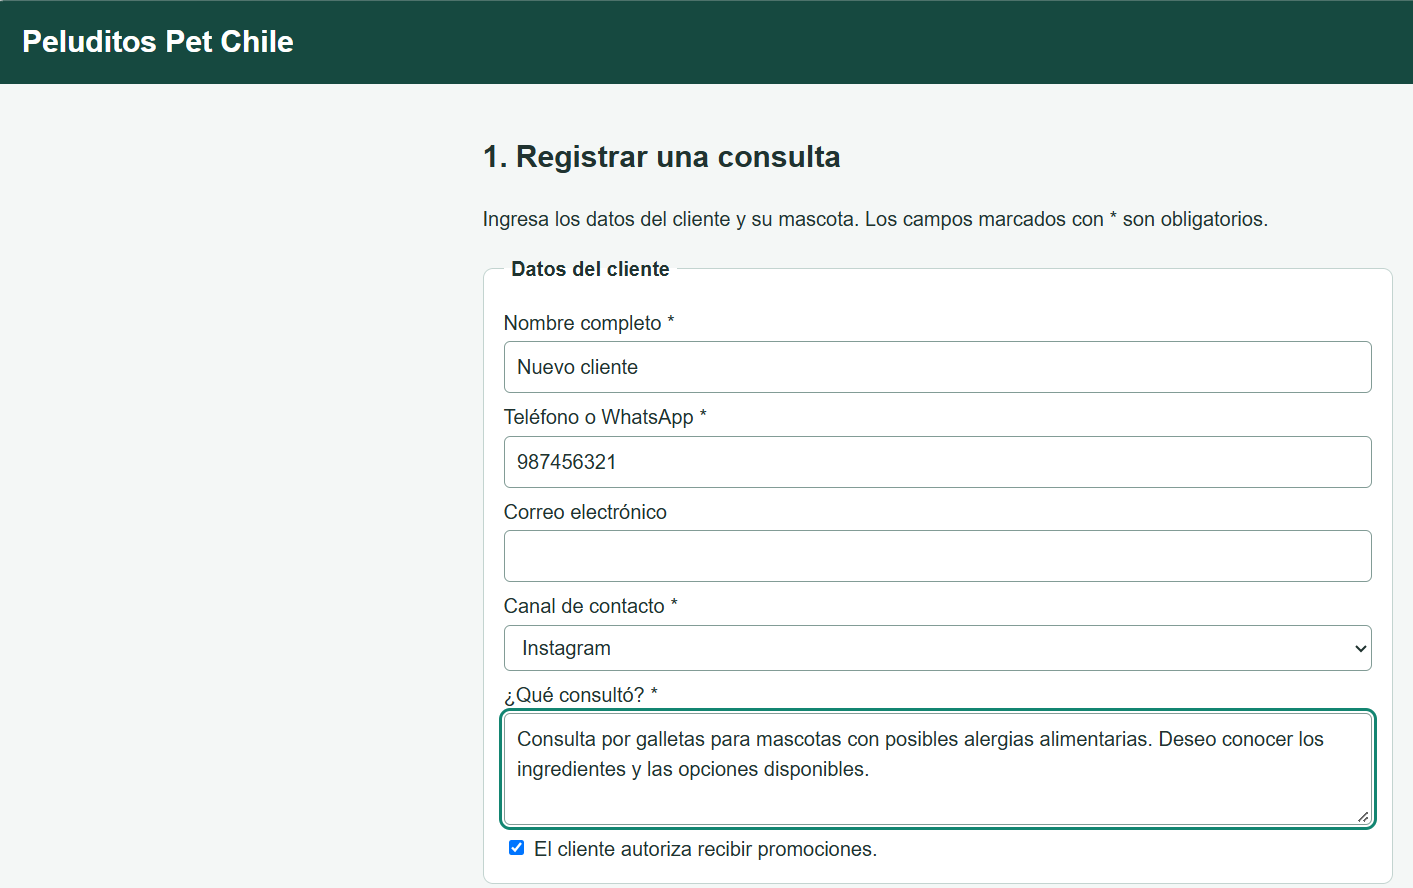 Peluditos Pet Chile
1. Registrar una consulta
Ingresa los datos del cliente y su mascota. Los campos marcados con * son obligatorios.
Datos del cliente
Nombre completo *
Nuevo cliente
Teléfono o WhatsApp *
987456321
Correo electrónico
Canal de contacto *
Instagram
¿Qué consultó? *
Consulta por galletas para mascotas con posibles alergias alimentarias. Deseo conocer los
ingredientes y las opciones disponibles.
El cliente autoriza recibir promociones.